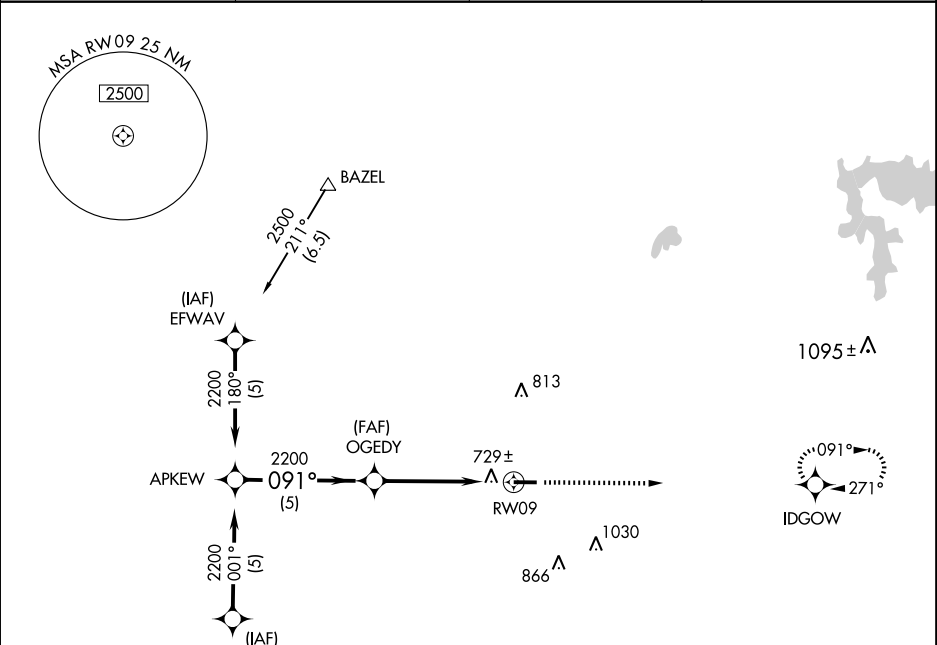 MSA RW09 25 NM
2500
BAZEL
2500
211°
(6.5)
(IAF)
EFWAV
1095±
2200
180°
(5)
813
(FAF)
OGEDY
APKEW
2200
091°
(5)
729±
RW09
091°
271°
IDGOW
2200
001°
(5)
1030
866
(IAF)